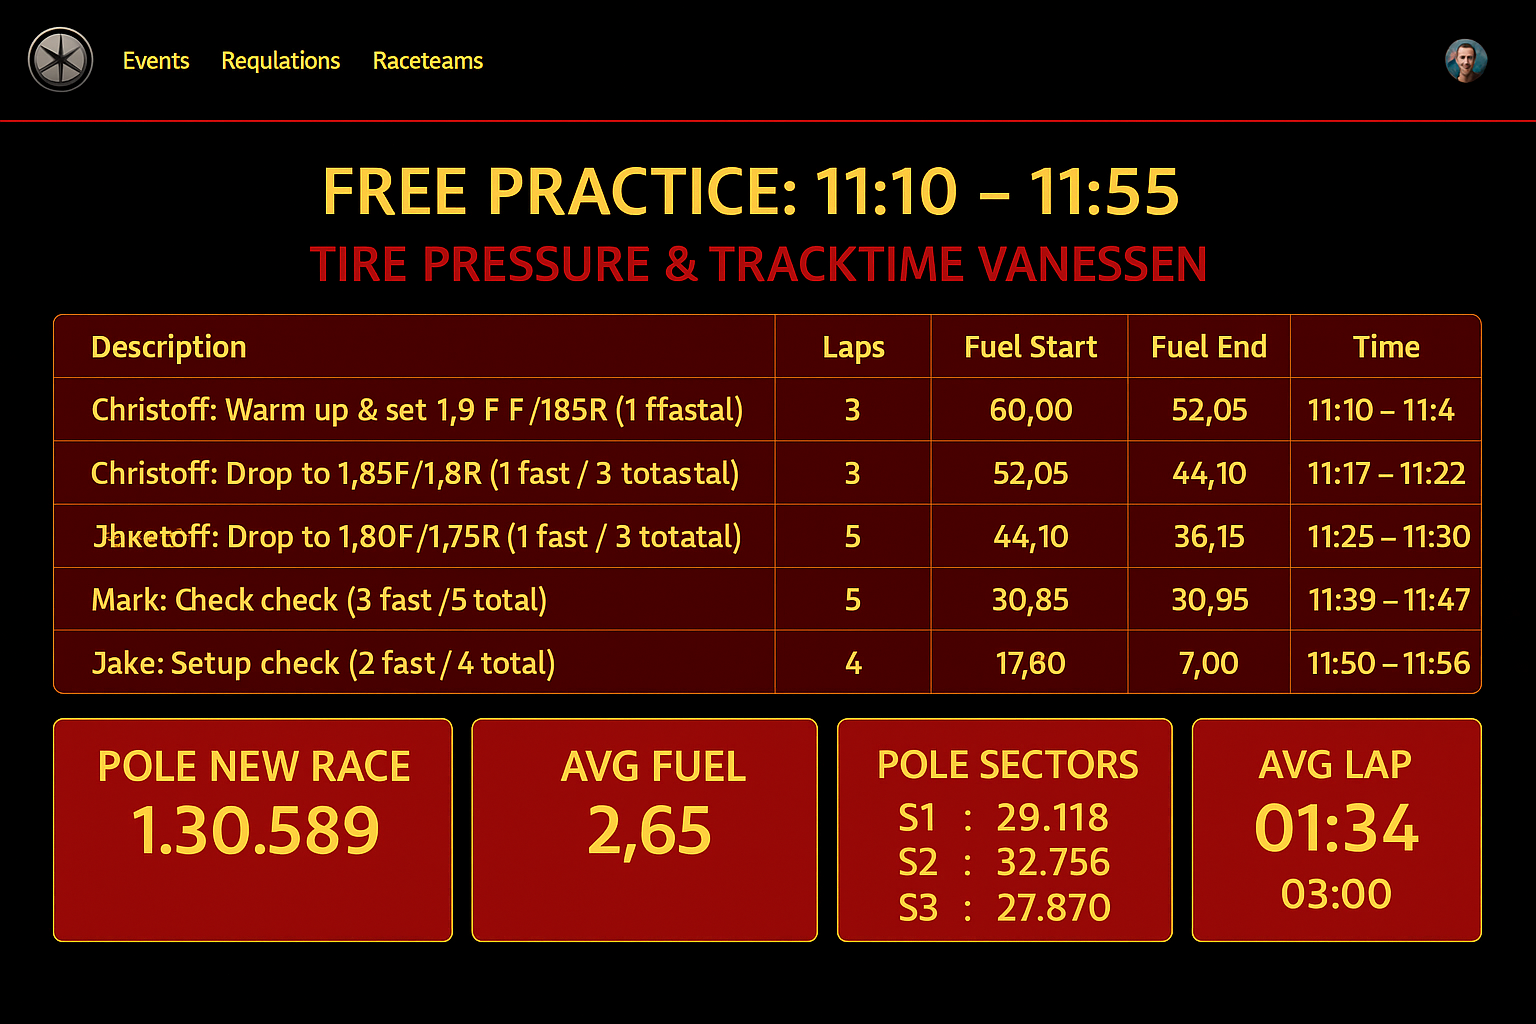 Events Requlations Raceteams
FREE PRACTICE: 11:10 – 11:55
TIRE PRESSURE & TRACKTIME VANESSEN
Description Laps Fuel Start Fuel End Time
Christoff: Warm up & set 1,9 F F/185R (1 ffastal) 3 60,00 52,05 11:10 – 11:4
Christoff: Drop to 1,85F/1,8R (1 fast / 3 totastal) 3 52,05 44,10 11:17 – 11:22
Drop to 1,80F/1,75R (1 fast / 3 totatal) 5 44,10 36,15 11:25 – 11:30
Mark: Check check (3 fast /5 total) 5 30,85 30,95 11:39 – 11:47
Jake: Setup check (2 fast / 4 total) 4 17,60 7,00 11:50 – 11:56
POLE NEW RACE
1.30.589
AVG FUEL
2,65
POLE SECTORS
S1 : 29.118
S2 : 32.756
S3 : 27.870
AVG LAP
01:34
03:00